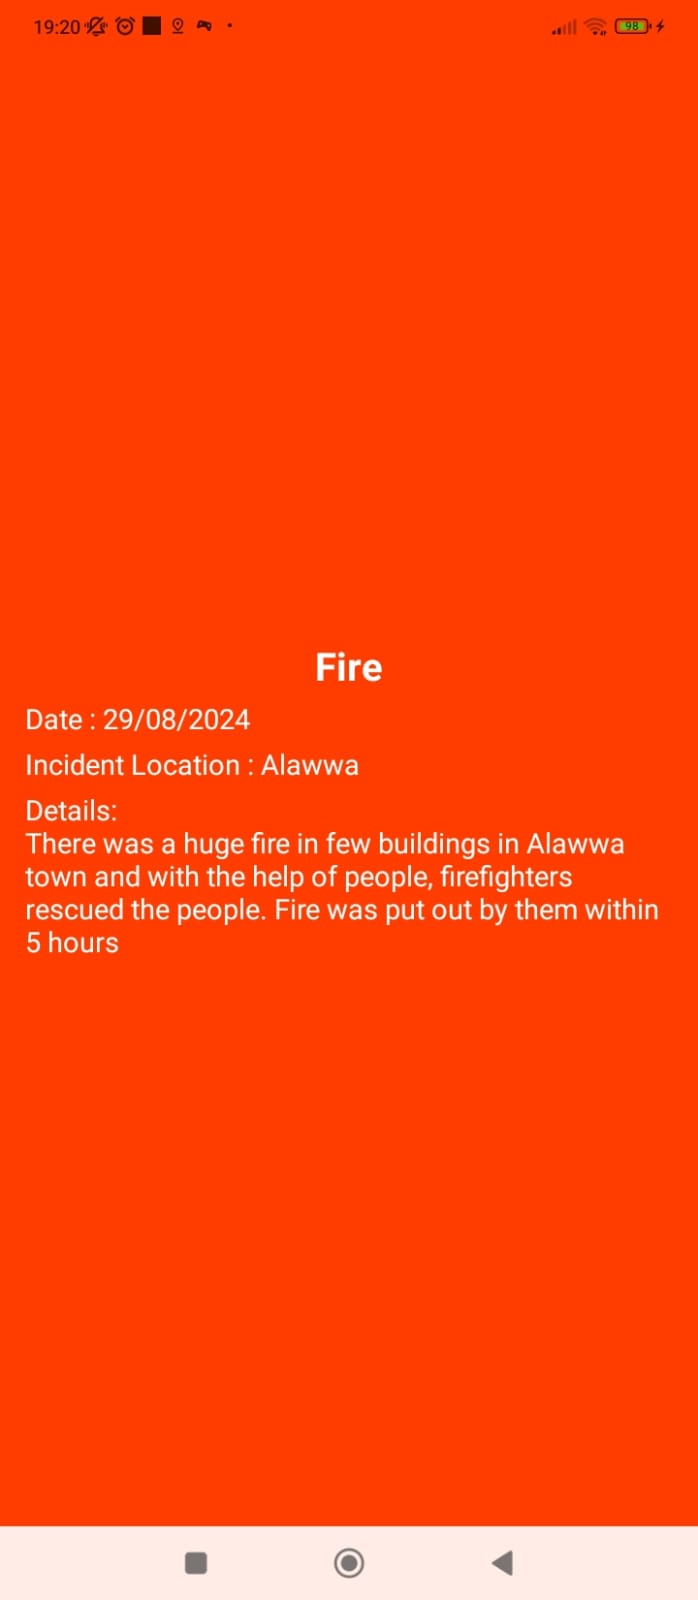 19:20
98
Fire
Date : 29/08/2024
Incident Location : Alawwa
Details:
There was a huge fire in few buildings in Alawwa
town and with the help of people, firefighters
rescued the people. Fire was put out by them within
5 hours